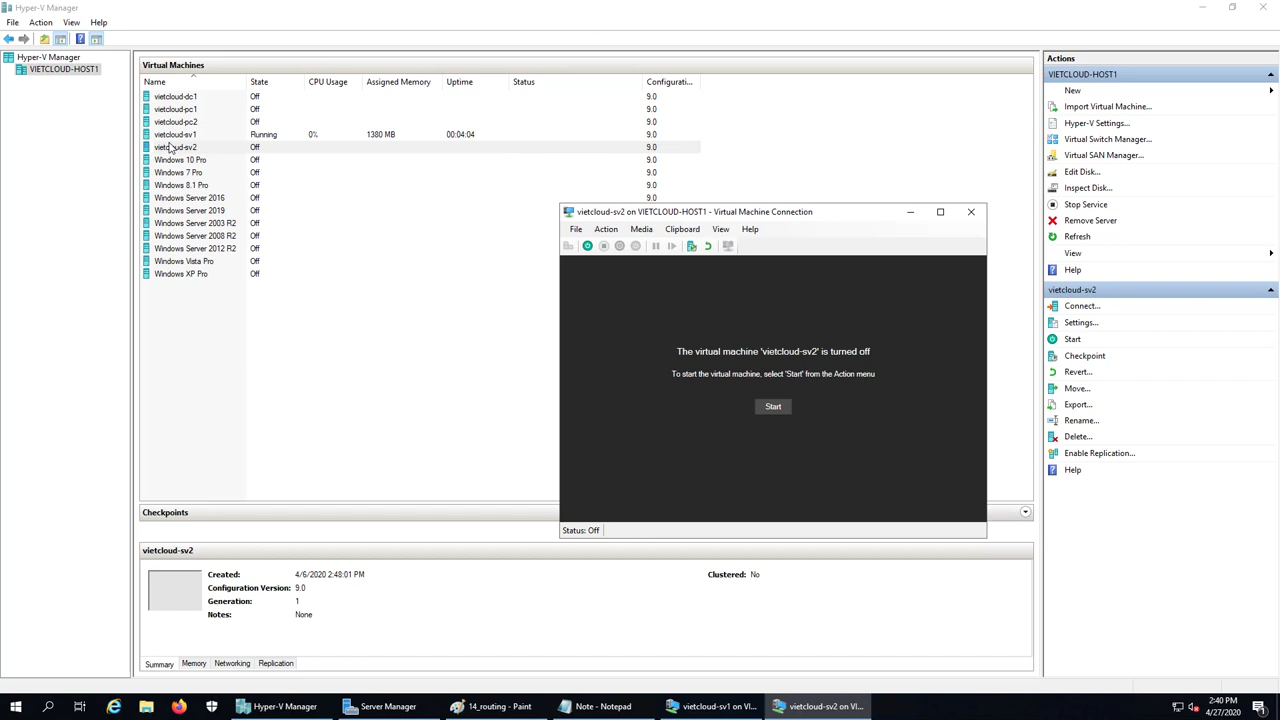 Hyper-V Manager
File Action View Help
Hyper-V Manager
VIETCLOUD-HOST1
Virtual Machines
Name State CPU Usage Assigned Memory Uptime Status Configurati...
vietcloud-dc1 Off 9.0
vietcloud-pc1 Off 9.0
vietcloud-pc2 Off 9.0
vietcloud-sv1 Running 0% 1380 MB 00:04:04 9.0
vietcloud-sv2 Off 9.0
Windows 10 Pro Off 9.0
Windows 7 Pro Off 9.0
Windows 8.1 Pro Off 9.0
Windows Server 2016 Off 9.0
Windows Server 2019 Off
Windows Server 2003 R2 Off
Windows Server 2008 R2 Off
Windows Server 2012 R2 Off
Windows Vista Pro Off
Windows XP Pro Off
vietcloud-sv2 on VIETCLOUD-HOST1 - Virtual Machine Connection
File Action Media Clipboard View Help
The virtual machine 'vietcloud-sv2' is turned off
To start the virtual machine, select 'Start' from the Action menu
Start
Status: Off
Checkpoints
vietcloud-sv2
Created: 4/6/2020 2:48:01 PM Clustered: No
Configuration Version: 9.0
Generation: 1
Notes: None
Summary Memory Networking Replication
Actions
VIETCLOUD-HOST1
New
Import Virtual Machine...
Hyper-V Settings...
Virtual Switch Manager...
Virtual SAN Manager...
Edit Disk...
Inspect Disk...
Stop Service
Remove Server
Refresh
View
Help
vietcloud-sv2
Connect...
Settings...
Start
Checkpoint
Revert...
Move...
Export...
Rename...
Delete...
Enable Replication...
Help
Hyper-V Manager Server Manager 14_routing - Paint Note - Notepad vietcloud-sv1 on VI... vietcloud-sv2 on VI... 2:40 PM
4/27/2020